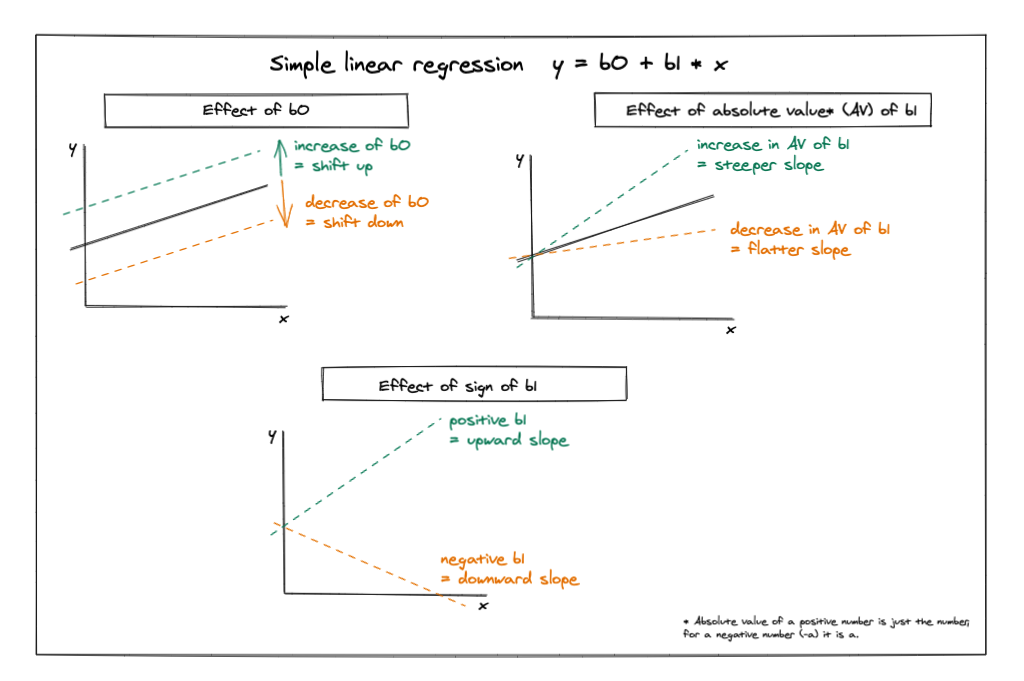 Simple linear regression y = b0 + b1 * x
Effect of b0
y
increase of b0
= shift up
decrease of b0
= shift down
x
Effect of absolute value* (AV) of b1
y
increase in AV of b1
= steeper slope
decrease in AV of b1
= flatter slope
x
Effect of sign of b1
y
positive b1
= upward slope
negative b1
= downward slope
x
* Absolute value of a positive number is just the number,
for a negative number (-a) it is a.